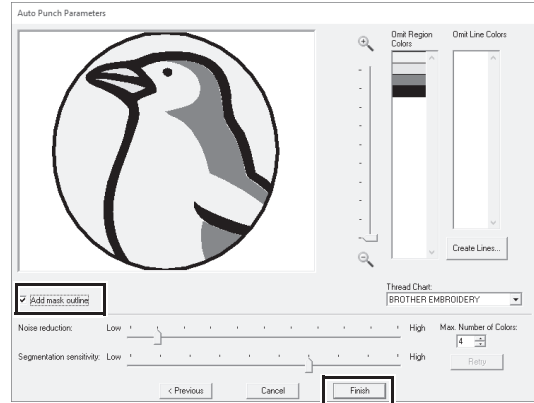 Auto Punch Parameters
Omit Region Colors
Omit Line Colors
Create Lines...
Add mask outline
Thread Chart:
BROTHER EMBROIDERY
Noise reduction: Low High
Max. Number of Colors:
4
Segmentation sensitivity: Low High
Retry
< Previous Cancel Finish